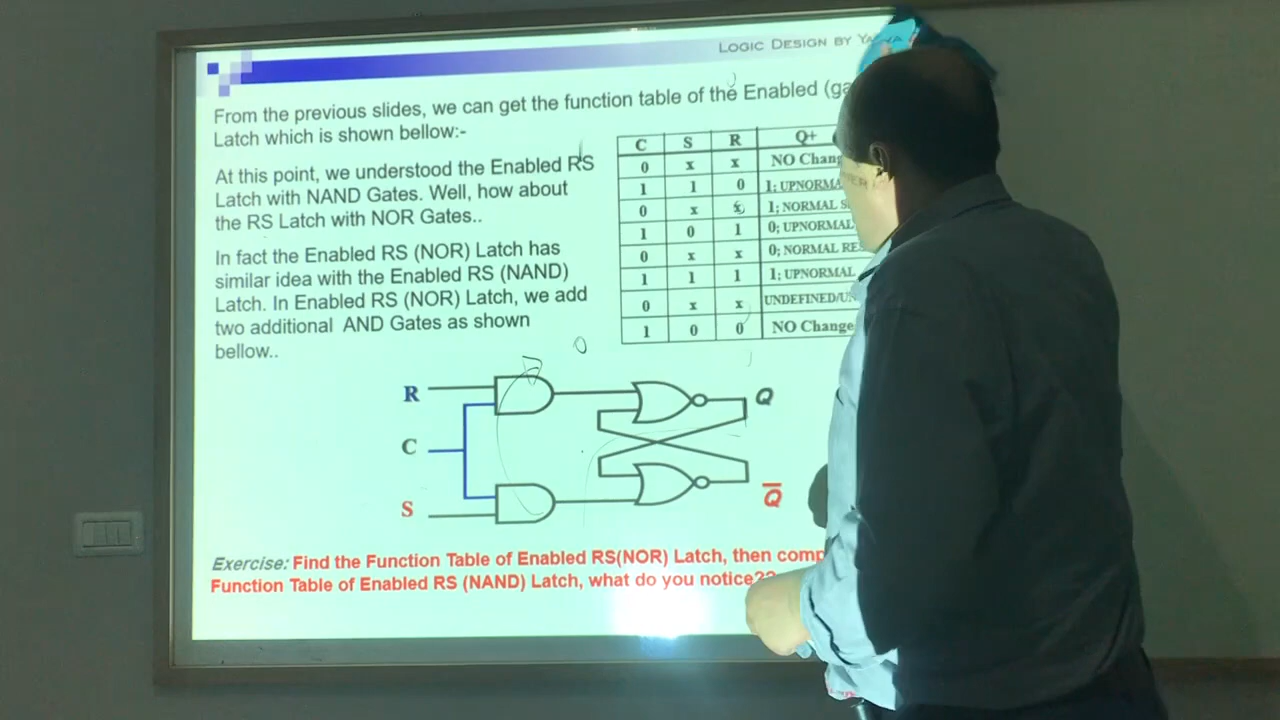 LOGIC DESIGN BY
From the previous slides, we can get the function table of the Enabled
Latch which is shown bellow:-
At this point, we understood the Enabled RS
Latch with NAND Gates. Well, how about
the RS Latch with NOR Gates..
In fact the Enabled RS (NOR) Latch has
similar idea with the Enabled RS (NAND)
Latch. In Enabled RS (NOR) Latch, we add
two additional AND Gates as shown
bellow..
C S R Q+
0 x x NO
1 1 0 1;
0 x x 1; NORMAL
1 0 1 0; UPNORMAL
0 x x 0; NORMAL
1 1 1 1; UPNORMAL
0 x x
1 0 0 NO Change
0
R
Q
C
S
Q̅
Exercise: Find the Function Table of Enabled RS(NOR) Latch, then
Function Table of Enabled RS (NAND) Latch, what do you notice??